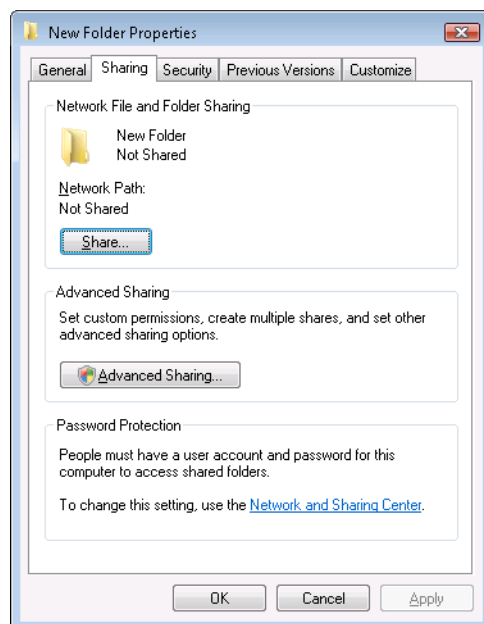 New Folder Properties
General Sharing Security Previous Versions Customize
Network File and Folder Sharing
New Folder
Not Shared
Network Path:
Not Shared
Share...
Advanced Sharing
Set custom permissions, create multiple shares, and set other
advanced sharing options.
Advanced Sharing...
Password Protection
People must have a user account and password for this
computer to access shared folders.
To change this setting, use the Network and Sharing Center.
OK Cancel Apply